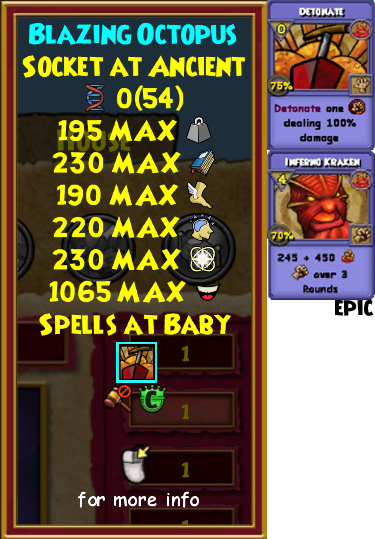 BLAZING OCTOPUS
SOCKET AT ANCIENT
0(54)
195 MAX
230 MAX
190 MAX
220 MAX
230 MAX
1065 MAX
SPELLS AT BABY
1
C
1
1
for more info
DETONATE
0
75%
Detonate one
dealing 100%
damage
INFERNO KRAKEN
4
70%
245 + 450
over 3
Rounds
EPIC